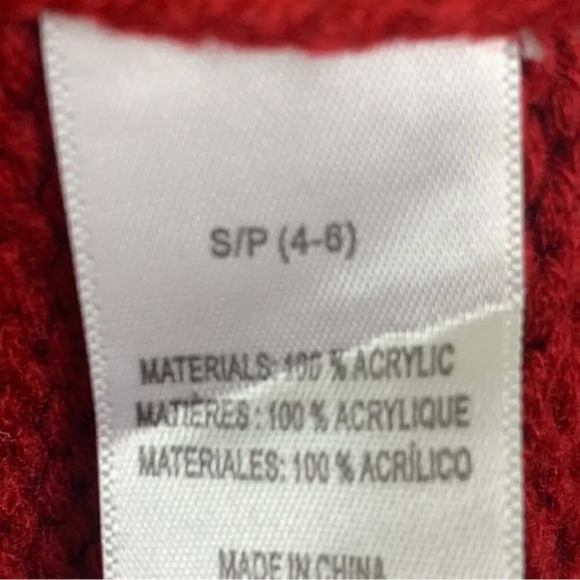 S/P (4-6)
MATERIALS: 100 % ACRYLIC
MATIÈRES : 100 % ACRYLIQUE
MATERIALES: 100 % ACRÍLICO
MADE IN CHINA